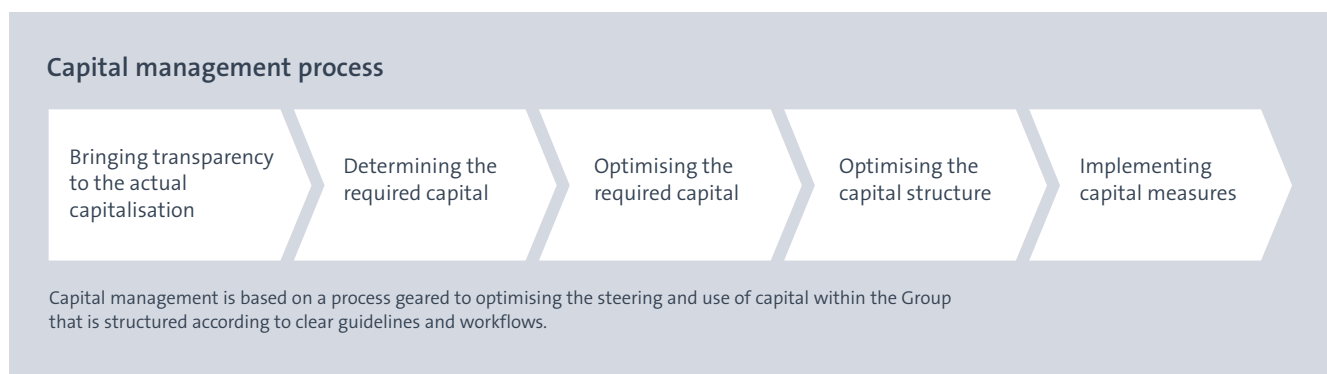 Capital management process
Bringing transparency
to the actual
capitalisation
Determining the
required capital
Optimising the
required capital
Optimising the
capital structure
Implementing
capital measures
Capital management is based on a process geared to optimising the steering and use of capital within the Group
that is structured according to clear guidelines and workflows.